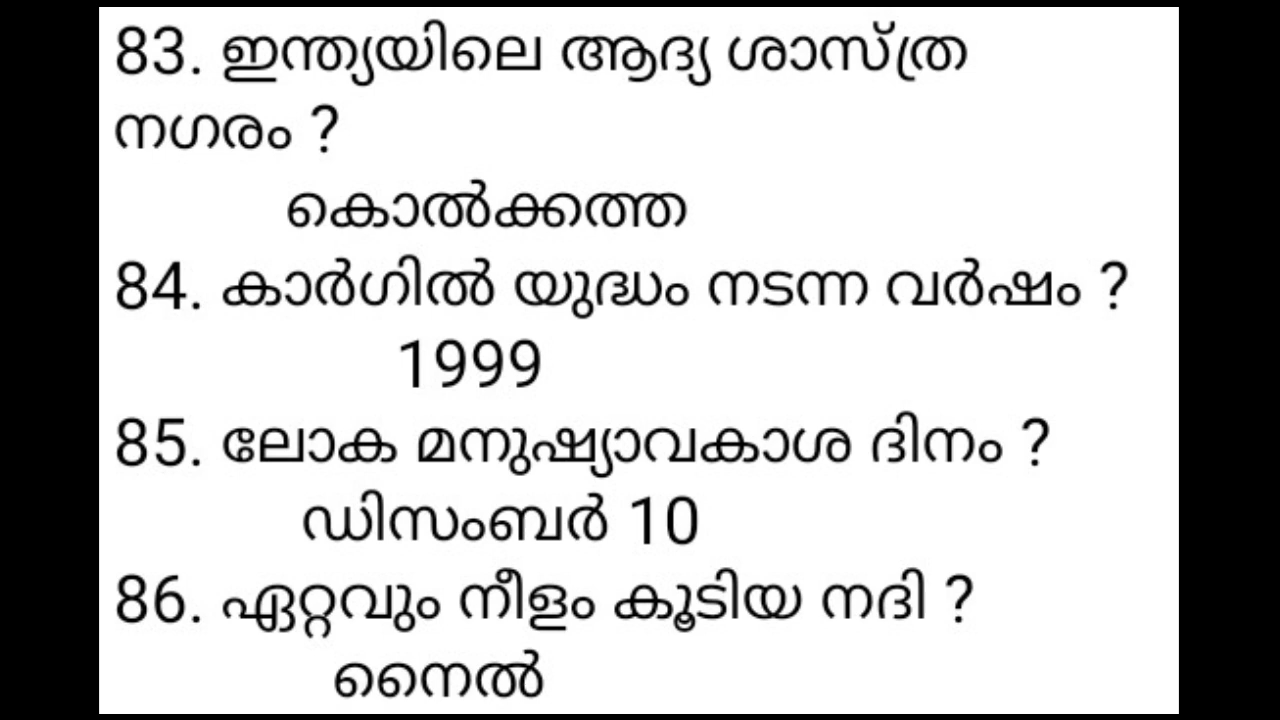 83. ഇന്ത്യയിലെ ആദ്യ ശാസ്ത്ര
നഗരം ?
കൊൽക്കത്ത
84. കാർഗിൽ യുദ്ധം നടന്ന വർഷം ?
1999
85. ലോക മനുഷ്യാവകാശ ദിനം ?
ഡിസംബർ 10
86. ഏറ്റവും നീളം കൂടിയ നദി ?
നൈൽ